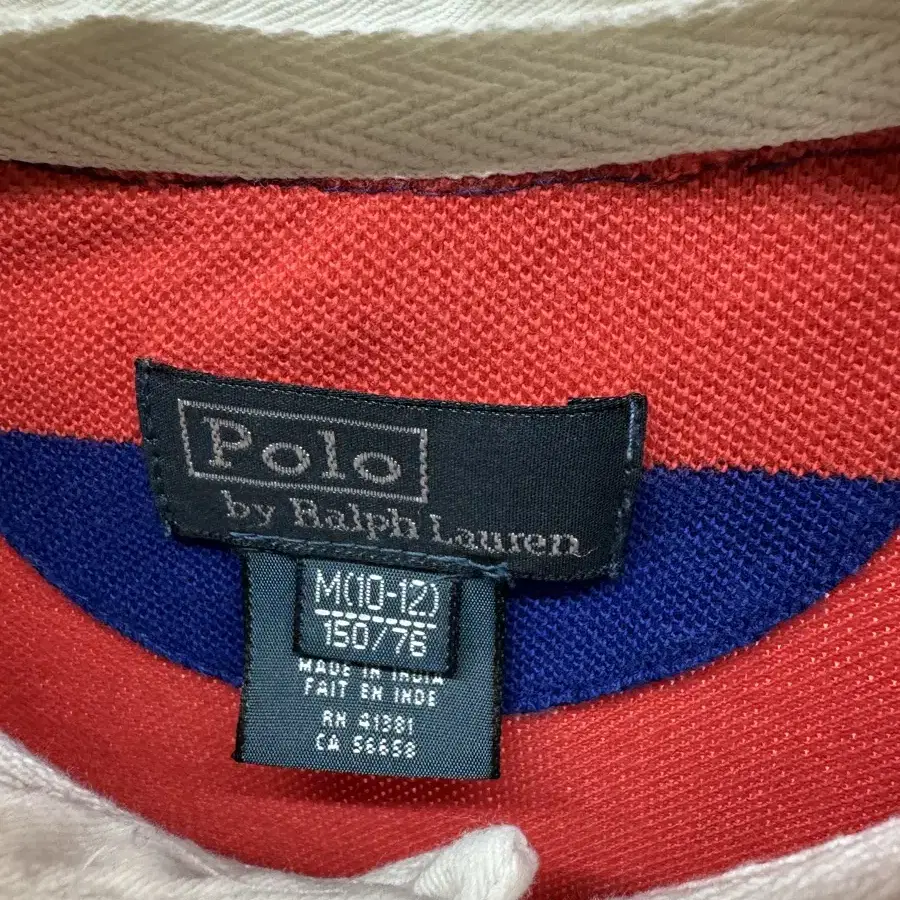 Polo
by Ralph Lauren
M(10-12)
150/76
MADE IN INDIA
FAIT EN INDE
RN 41381
CA 56658